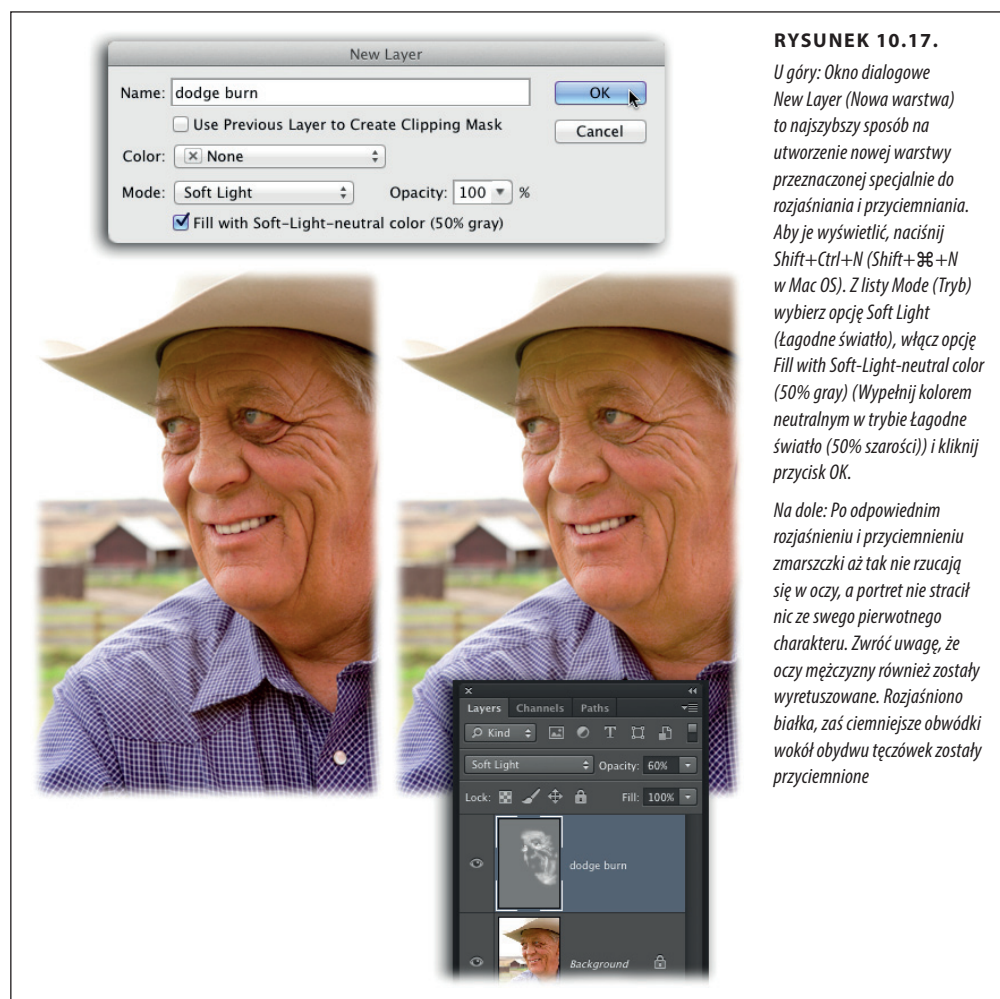 New Layer
Name: dodge burn
OK
Use Previous Layer to Create Clipping Mask
Cancel
Color: None
Mode: Soft Light Opacity: 100 %
Fill with Soft-Light-neutral color (50% gray)
RYSUNEK 10.17.
U góry: Okno dialogowe
New Layer (Nowa warstwa)
to najszybszy sposób na
utworzenie nowej warstwy
przeznaczonej specjalnie do
rozjaśniania i przyciemniania.
Aby je wyświetlić, naciśnij
Shift+Ctrl+N (Shift+⌘+N
w Mac OS). Z listy Mode (Tryb)
wybierz opcję Soft Light
(Łagodne światło), włącz opcję
Fill with Soft-Light-neutral color
(50% gray) (Wypełnij kolorem
neutralnym w trybie Łagodne
światło (50% szarości)) i kliknij
przycisk OK.
Na dole: Po odpowiednim
rozjaśnieniu i przyciemnieniu
zmarszczki aż tak nie rzucają
się w oczy, a portret nie stracił
nic ze swego pierwotnego
charakteru. Zwróć uwagę, że
oczy mężczyzny również zostały
wyretuszowane. Rozjaśniono
białka, zaś ciemniejsze obwódki
wokół obydwu tęczówek zostały
przyciemnione
Layers Channels Paths
Kind
Soft Light Opacity: 60%
Lock: Fill: 100%
dodge burn
Background